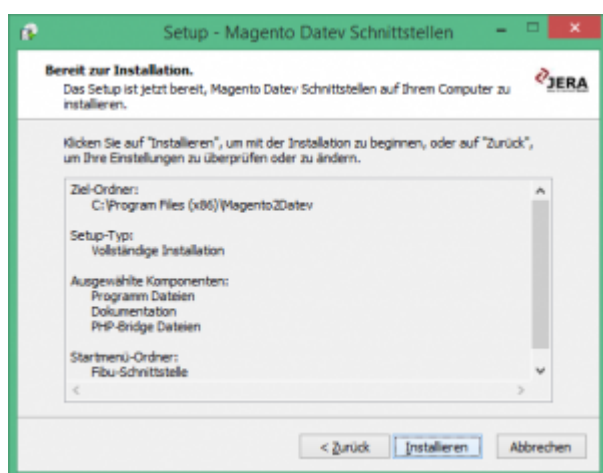 Setup - Magento Datev Schnittstellen
Bereit zur Installation.
Das Setup ist jetzt bereit, Magento Datev Schnittstellen auf Ihrem Computer zu
installieren.
JERA
Klicken Sie auf "Installieren", um mit der Installation zu beginnen, oder auf "Zurück",
um Ihre Einstellungen zu überprüfen oder zu ändern.
Ziel-Ordner:
C:\Program Files (x86)\Magento2Datev
Setup-Typ:
Vollständige Installation
Ausgewählte Komponenten:
Programm Dateien
Dokumentation
PHP-Bridge Dateien
Startmenü-Ordner:
Fibu-Schnittstelle
< Zurück
Installieren
Abbrechen